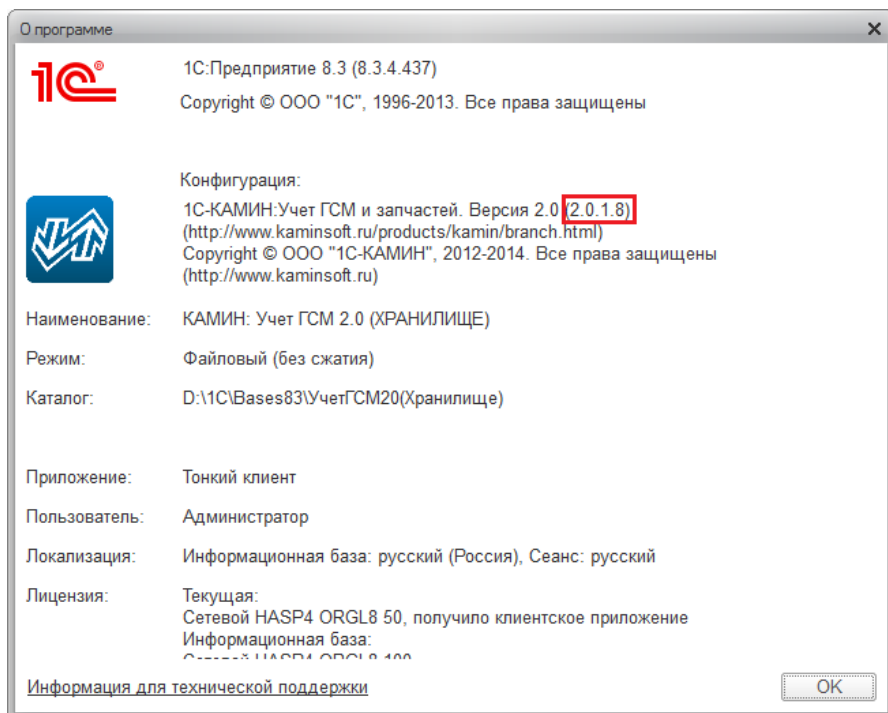 О программе
1С®
1С:Предприятие 8.3 (8.3.4.437)
Copyright © ООО "1С", 1996-2013. Все права защищены
Конфигурация:
1С-КАМИН:Учет ГСМ и запчастей. Версия 2.0 (2.0.1.8)
(http://www.kaminsoft.ru/products/kamin/branch.html)
Copyright © ООО "1С-КАМИН", 2012-2014. Все права защищены
(http://www.kaminsoft.ru)
Наименование: КАМИН: Учет ГСМ 2.0 (ХРАНИЛИЩЕ)
Режим: Файловый (без сжатия)
Каталог: D:\1C\Bases83\УчетГСМ20(Хранилище)
Приложение: Тонкий клиент
Пользователь: Администратор
Локализация: Информационная база: русский (Россия), Сеанс: русский
Лицензия: Текущая:
Сетевой HASP4 ORGL8 50, получило клиентское приложение
Информационная база:
Сетевой HASP4 ORGL8 100
Информация для технической поддержки
OK